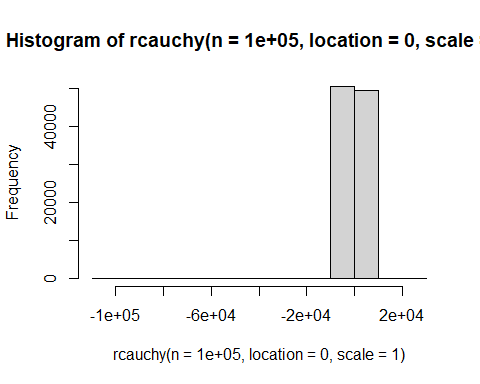 Histogram of rcauchy(n = 1e+05, location = 0, scale =
Frequency
40000
20000
0
-1e+05 -6e+04 -2e+04 2e+04
rcauchy(n = 1e+05, location = 0, scale = 1)